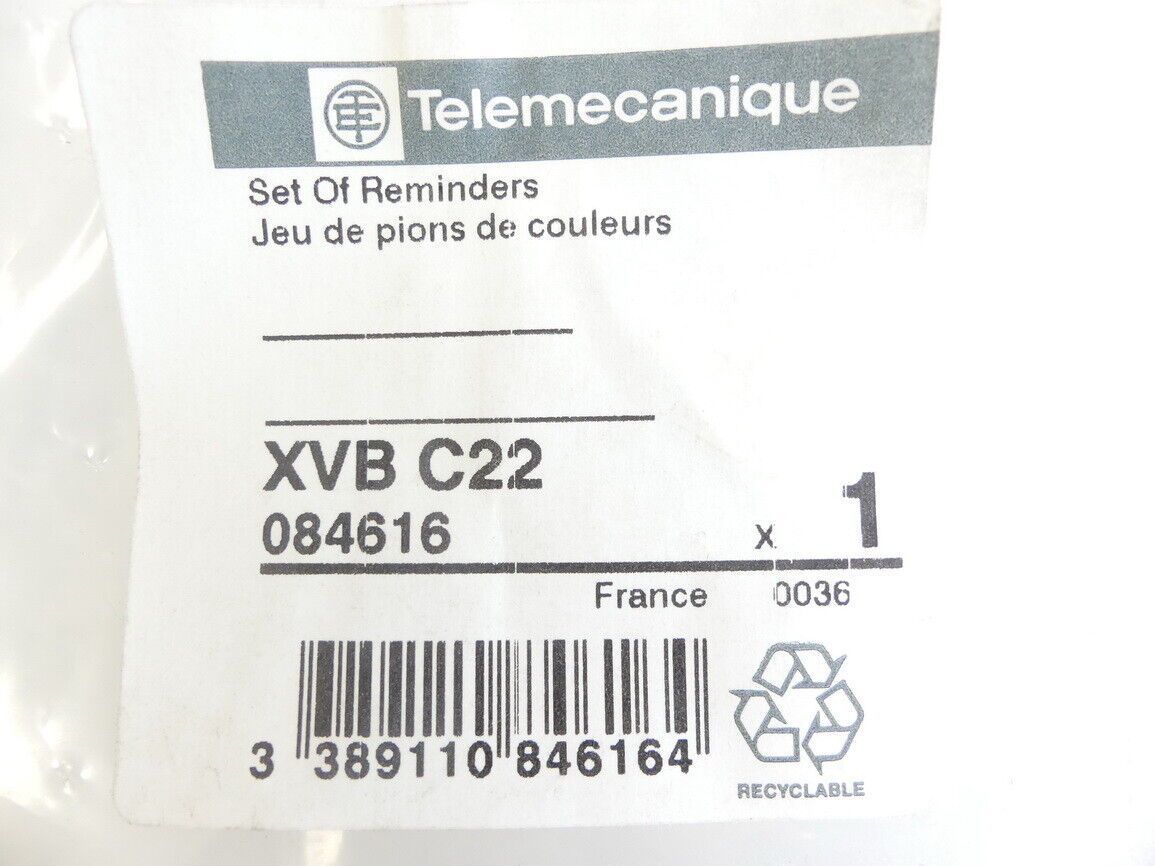 Telemecanique
Set Of Reminders
Jeu de pions de couleurs
XVB C22
084616 x 1
France 0036
3 389110 846164
RECYCLABLE